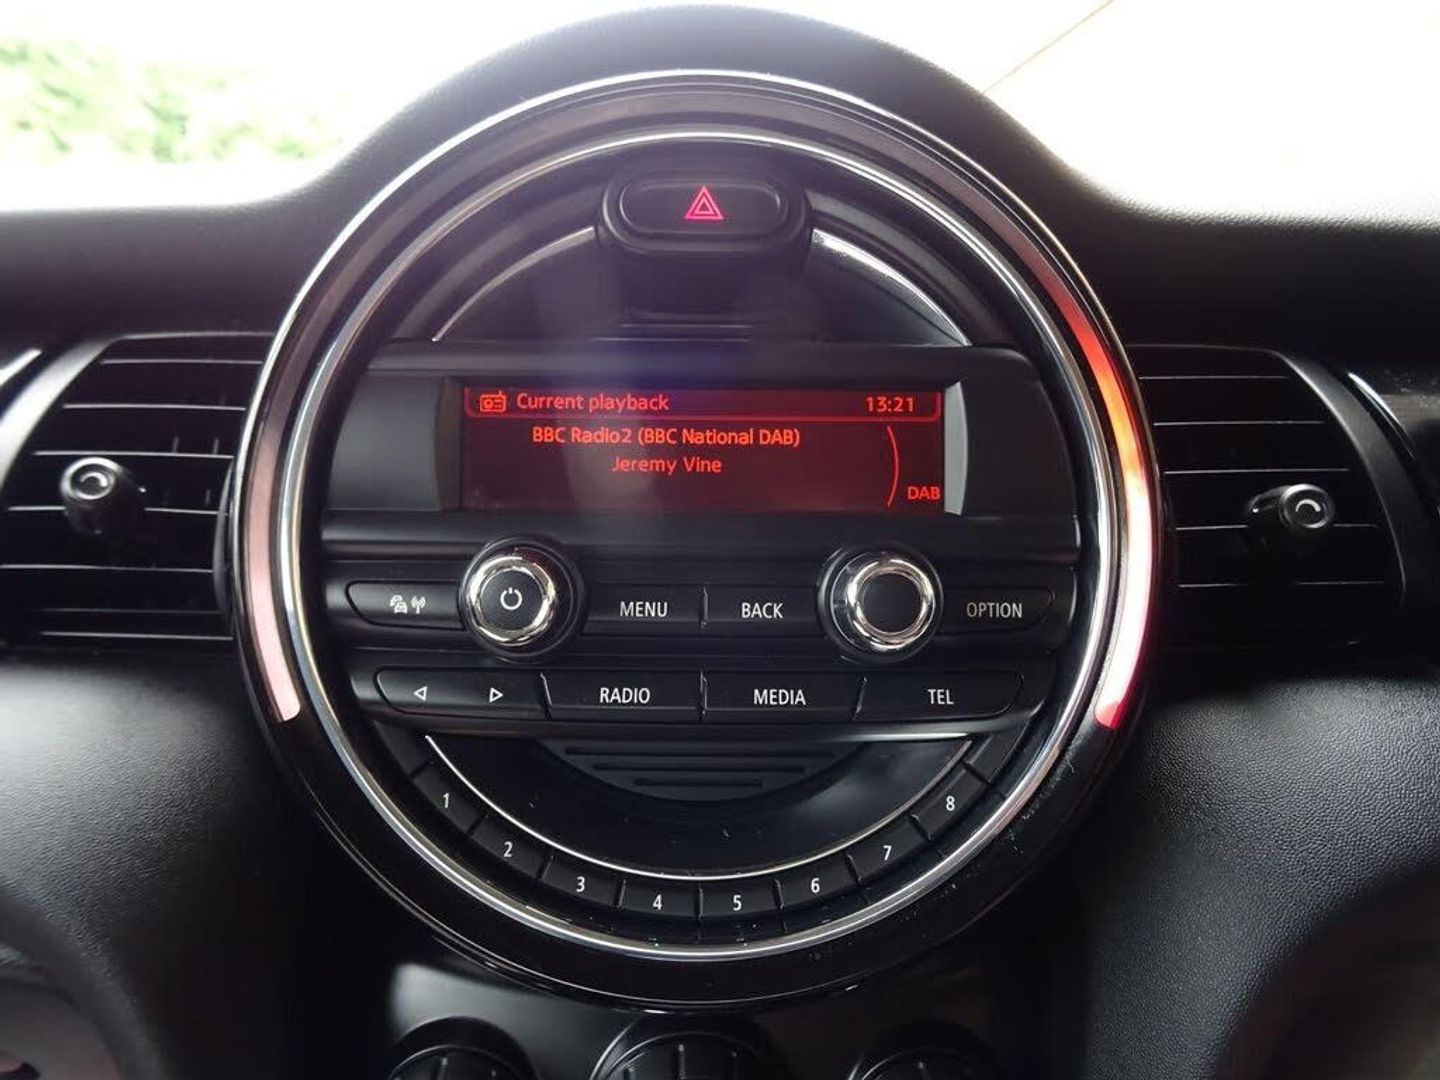 Current playback 13:21
BBC Radio2 (BBC National DAB)
Jeremy Vine
DAB
MENU BACK OPTION
RADIO MEDIA TEL
1 2 3 4 5 6 7 8